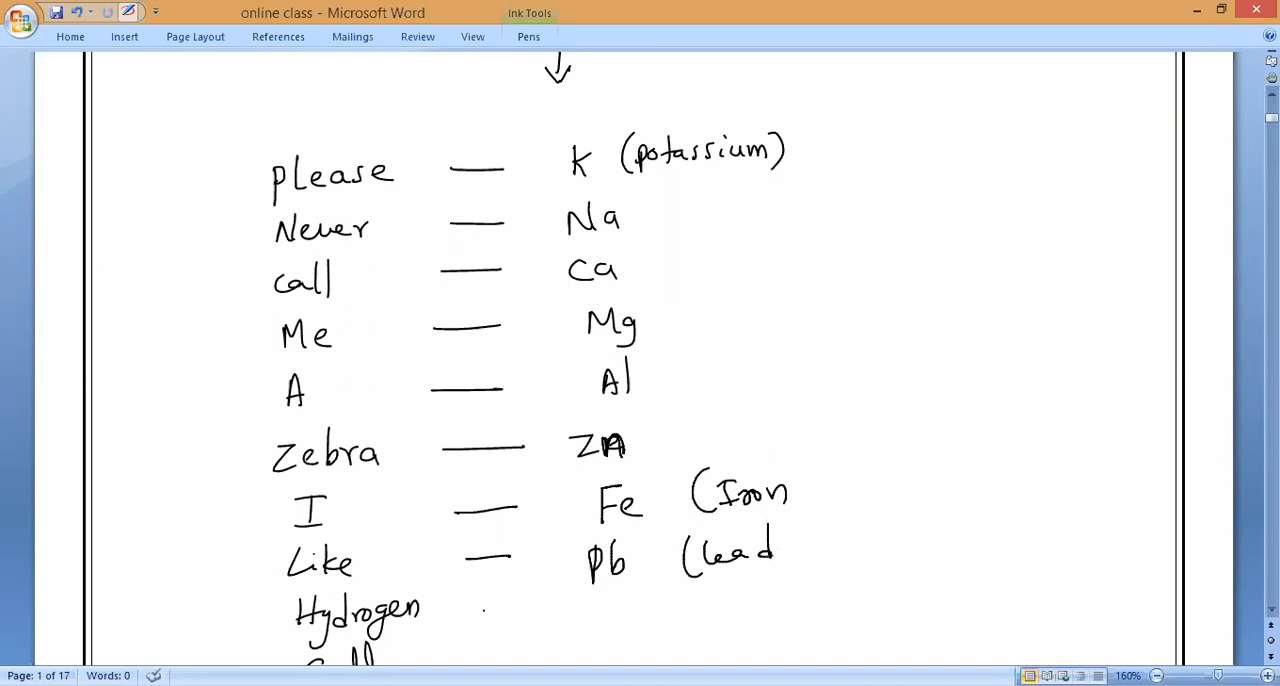 online class - Microsoft Word
Ink Tools
Home Insert Page Layout References Mailings Review View Pens
please — K (potassium)
Never — Na
call — Ca
Me — Mg
A — Al
Zebra — Zn
I — Fe (Iron
Like — Pb (lead
Hydrogen
Page: 1 of 17 Words: 0 160%